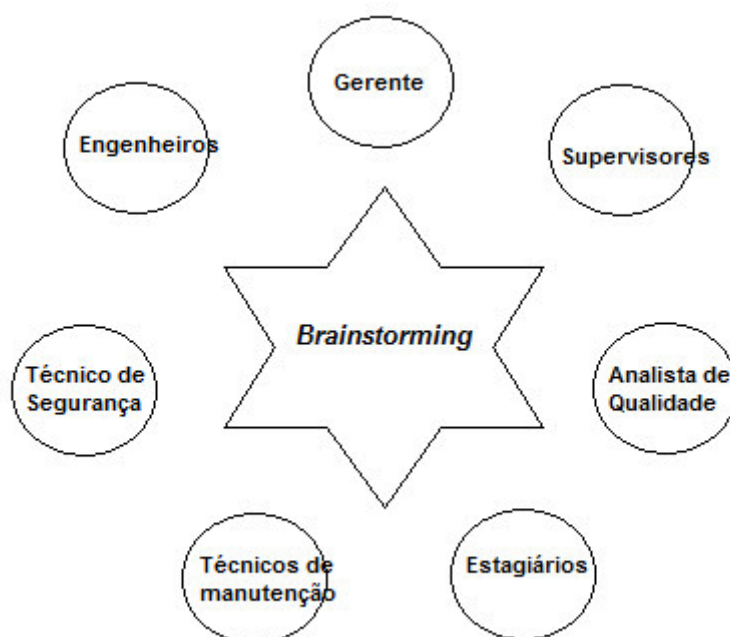 Gerente
Engenheiros
Supervisores
Brainstorming
Técnico de
Segurança
Analista de
Qualidade
Técnicos de
manutenção
Estagiários